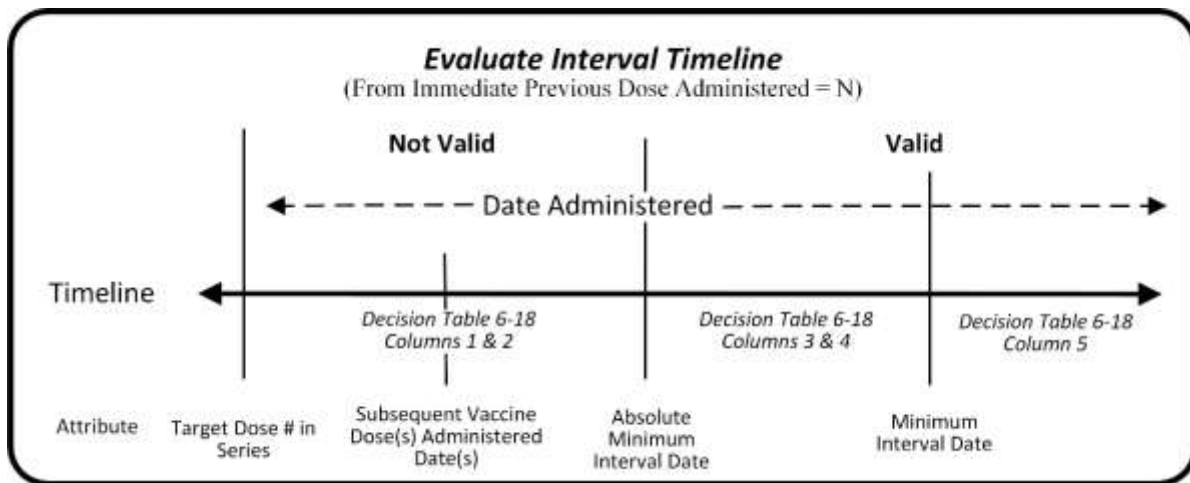 Evaluate Interval Timeline
(From Immediate Previous Dose Administered = N)
Not Valid
Valid
Date Administered
Timeline
Decision Table 6-18
Columns 1 & 2
Decision Table 6-18
Columns 3 & 4
Decision Table 6-18
Column 5
Attribute
Target Dose # in
Series
Subsequent Vaccine
Dose(s) Administered
Date(s)
Absolute
Minimum
Interval Date
Minimum
Interval Date